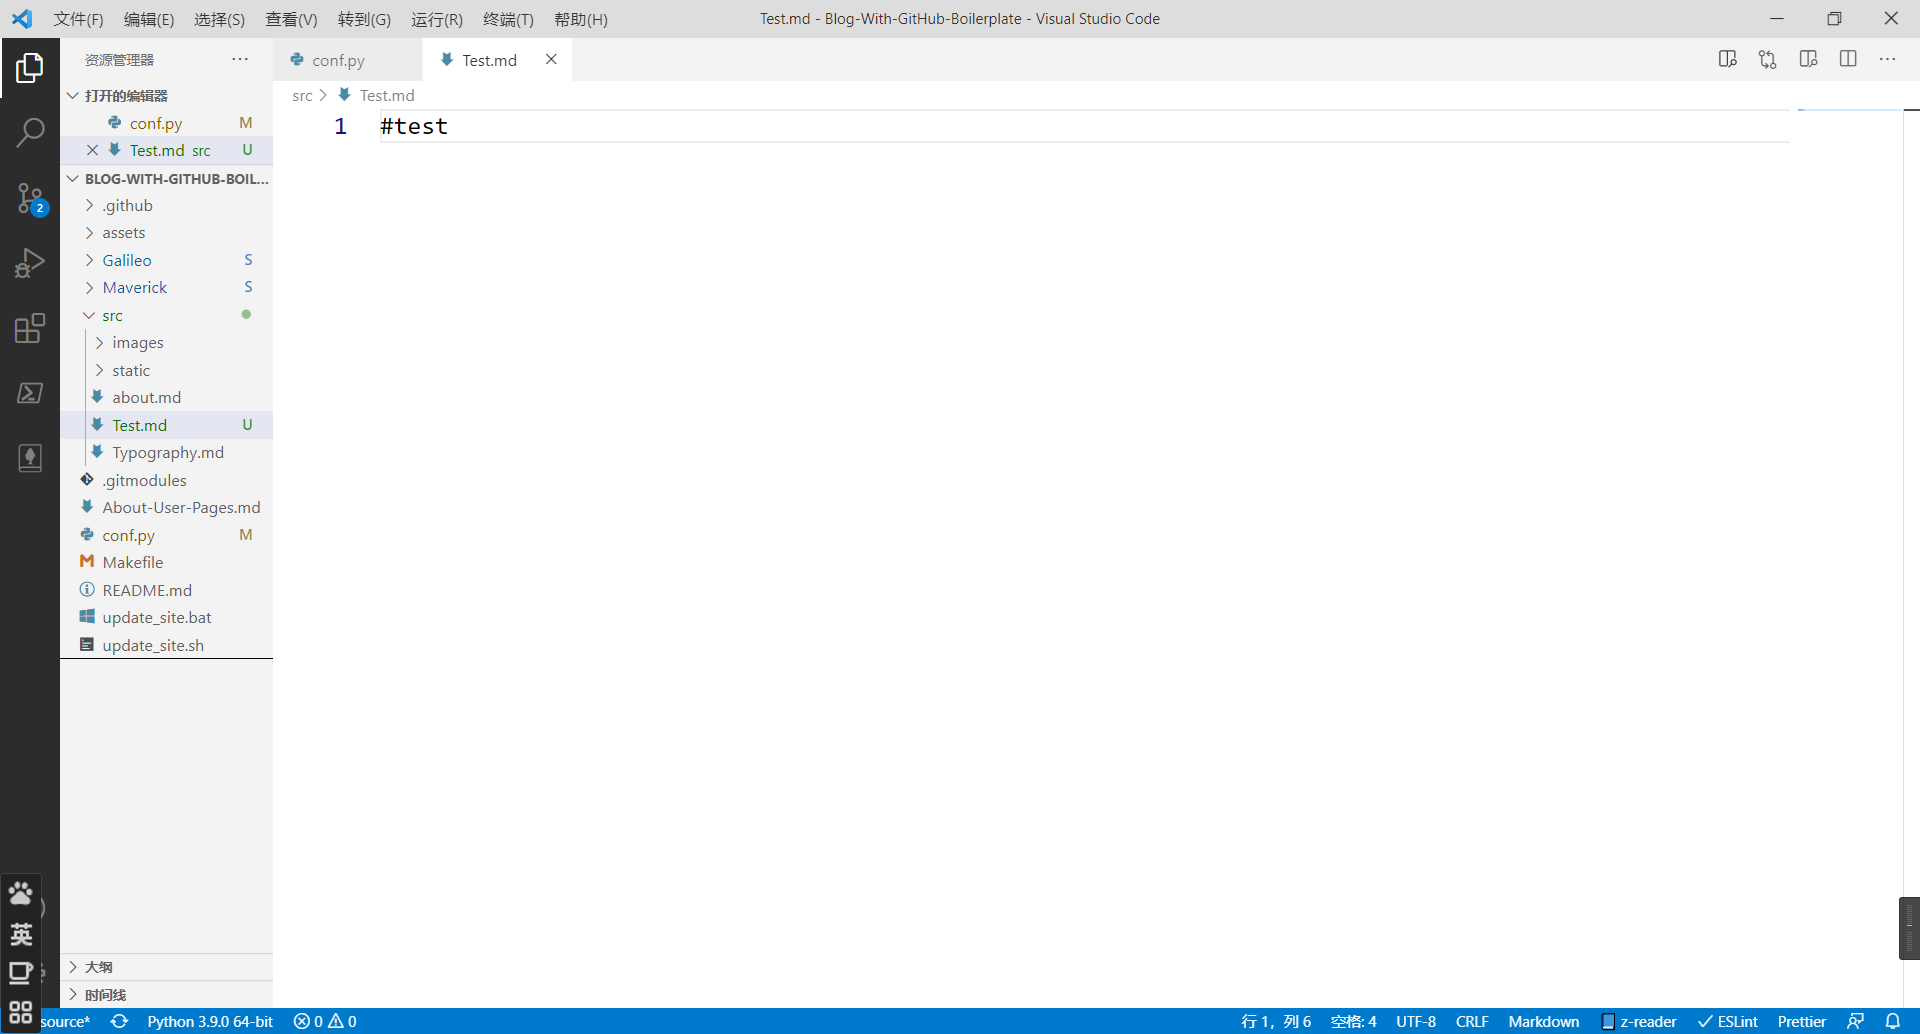 文件(F) 编辑(E) 选择(S) 查看(V) 转到(G) 运行(R) 终端(T) 帮助(H) Test.md - Blog-With-GitHub-Boilerplate - Visual Studio Code
资源管理器 ···
打开的编辑器
conf.py M
Test.md src U
BLOG-WITH-GITHUB-BOIL...
.github
assets
Galileo S
Maverick S
src
images
static
about.md
Test.md U
Typography.md
.gitmodules
About-User-Pages.md
conf.py M
Makefile
README.md
update_site.bat
update_site.sh
大纲
时间线
conf.py Test.md
src > Test.md
1 #test
2
英
source* Python 3.9.0 64-bit 0 0 行 1，列 6 空格: 4 UTF-8 CRLF Markdown z-reader ESLint Prettier